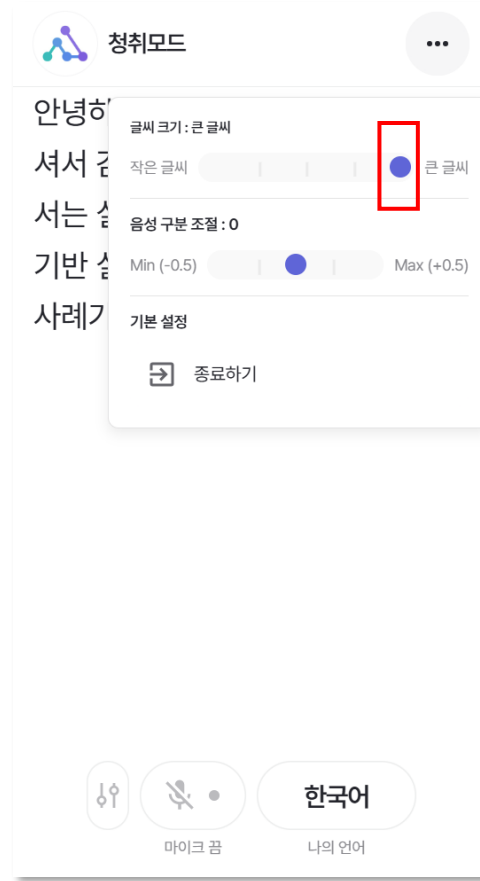 청취모드
안녕하
글씨 크기 : 큰 글씨
작은 글씨 큰 글씨
셔서 
서는 
음성 구분 조절 : 0
기반 
Min (-0.5) Max (+0.5)
사례가
기본 설정
종료하기
한국어
마이크 끔 나의 언어